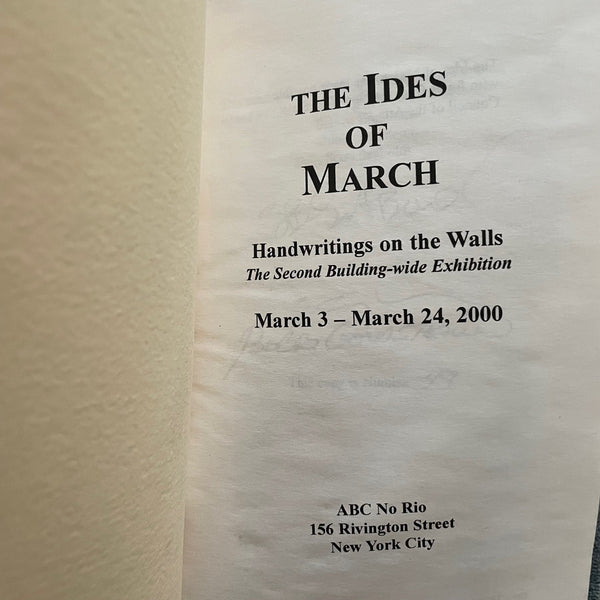 THE IDES
OF
MARCH
Handwritings on the Walls
The Second Building-wide Exhibition
March 3 – March 24, 2000
ABC No Rio
156 Rivington Street
New York City